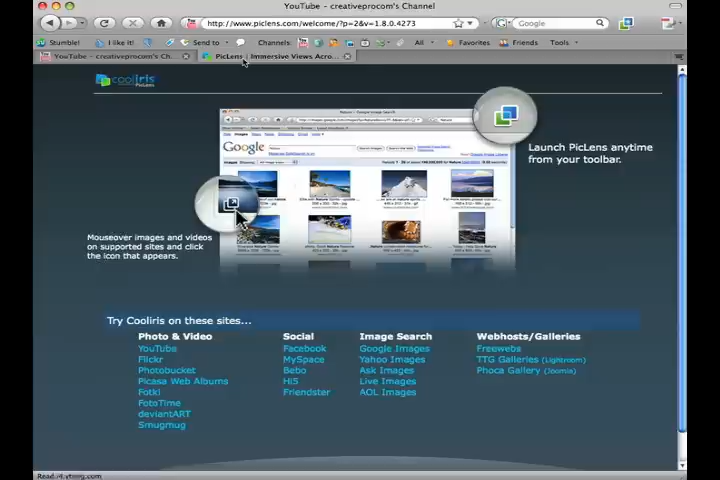 YouTube - creativeprocom's Channel
http://www.piclens.com/welcome/?p=2&v=1.8.0.4273
Google
Stumble! I like it! Send to Channels: All Favorites Friends Tools
YouTube - creativeprocom's Ch... PicLens | Immersive Views Acro...
cooliris
PicLens
Google
Launch PicLens anytime
from your toolbar.
Mouseover images and videos
on supported sites and click
the icon that appears.
Try Cooliris on these sites...
Photo & Video Social Image Search Webhosts/Galleries
YouTube Facebook Google Images Freewebs
Flickr MySpace Yahoo Images TTG Galleries (Lightroom)
Photobucket Bebo Ask Images Phoca Gallery (Joomla)
Picasa Web Albums Hi5 Live Images
Fotki Friendster AOL Images
FotoTime
deviantART
Smugmug